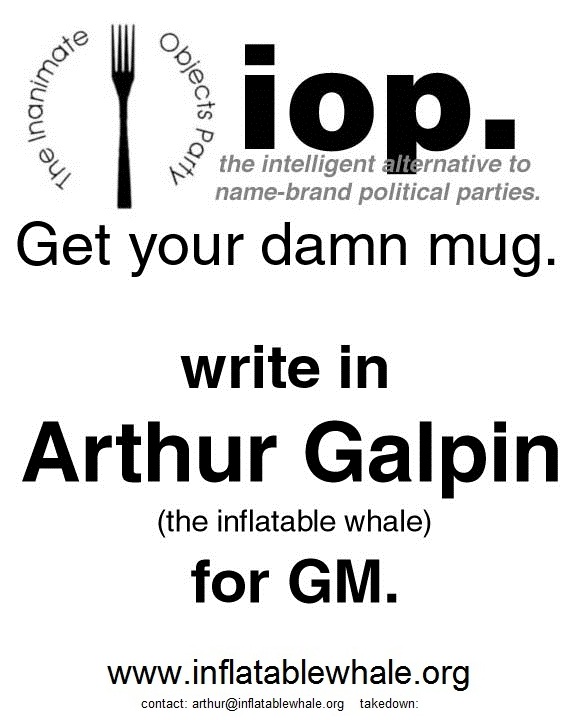 The Inanimate Objects Party
iop.
the intelligent alternative to
name-brand political parties.
Get your damn mug.
write in
Arthur Galpin
(the inflatable whale)
for GM.
www.inflatablewhale.org
contact: arthur@inflatablewhale.org takedown: